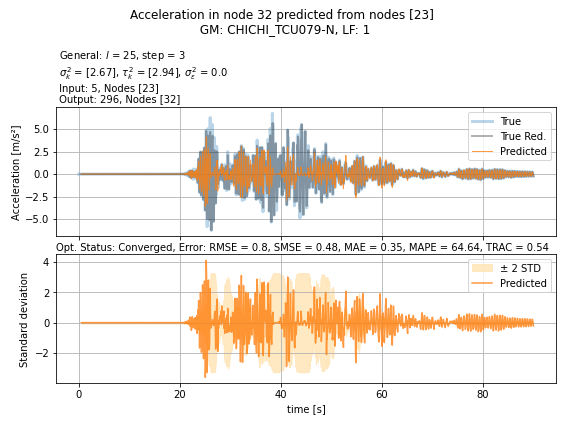 Acceleration in node 32 predicted from nodes [23]
GM: CHICHI_TCU079-N, LF: 1
General: l = 25, step = 3
σ²ₖ = [2.67], τ²ₖ = [2.94], σ²ₑ = 0.0
Input: 5, Nodes [23]
Output: 296, Nodes [32]
Acceleration [m/s²]
5.0
2.5
0.0
−2.5
−5.0
True
True Red.
Predicted
Opt. Status: Converged, Error: RMSE = 0.8, SMSE = 0.48, MAE = 0.35, MAPE = 64.64, TRAC = 0.54
Standard deviation
4
2
0
−2
± 2 STD
Predicted
0
20
40
60
80
time [s]